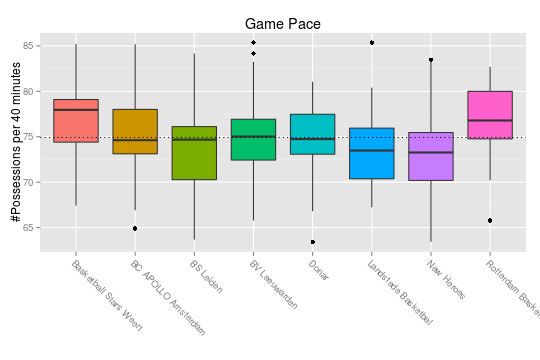 Game Pace
#Possessions per 40 minutes
85
80
75
70
65
Basketball Stars Weert
BC APOLLO Amsterdam
BS Leiden
BV Leeuwarden
Donar
Landstede Basketbal
New Heroes
Rotterdam Basket